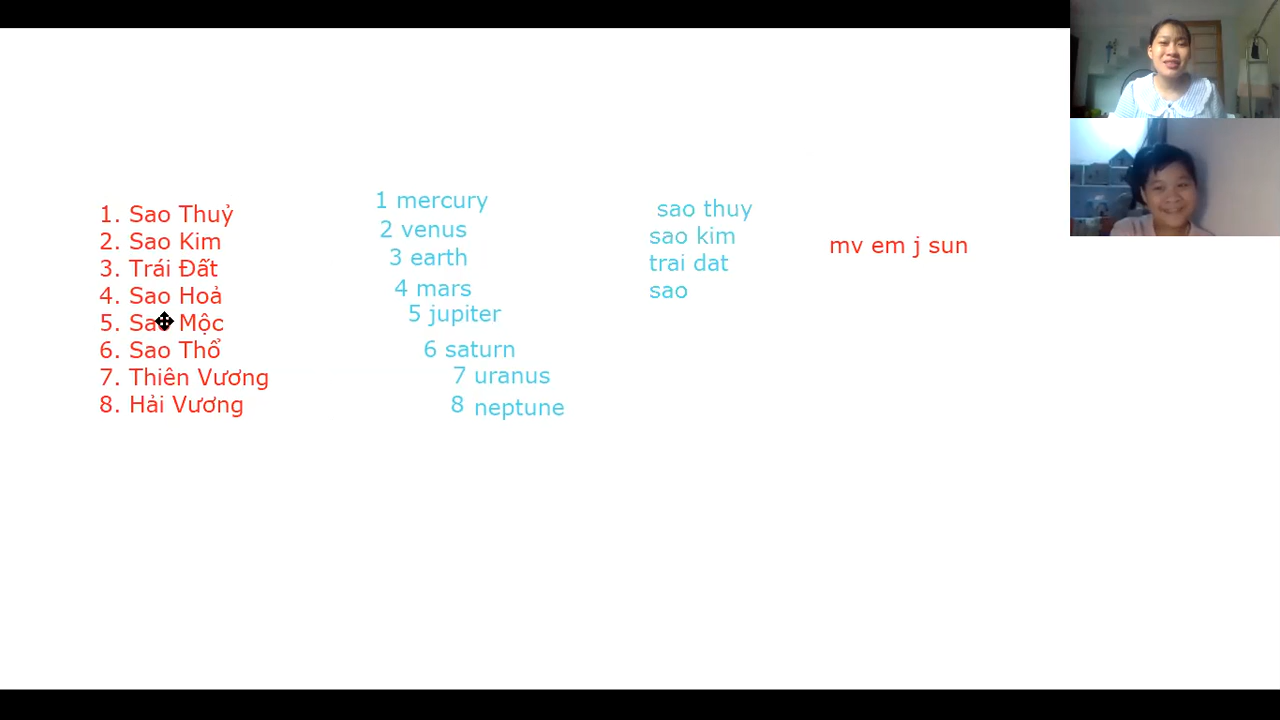 1. Sao Thuỷ
2. Sao Kim
3. Trái Đất
4. Sao Hoả
5. Sao Mộc
6. Sao Thổ
7. Thiên Vương
8. Hải Vương
1 mercury
2 venus
3 earth
4 mars
5 jupiter
6 saturn
7 uranus
8 neptune
sao thuy
sao kim
trai dat
sao
mv em j sun